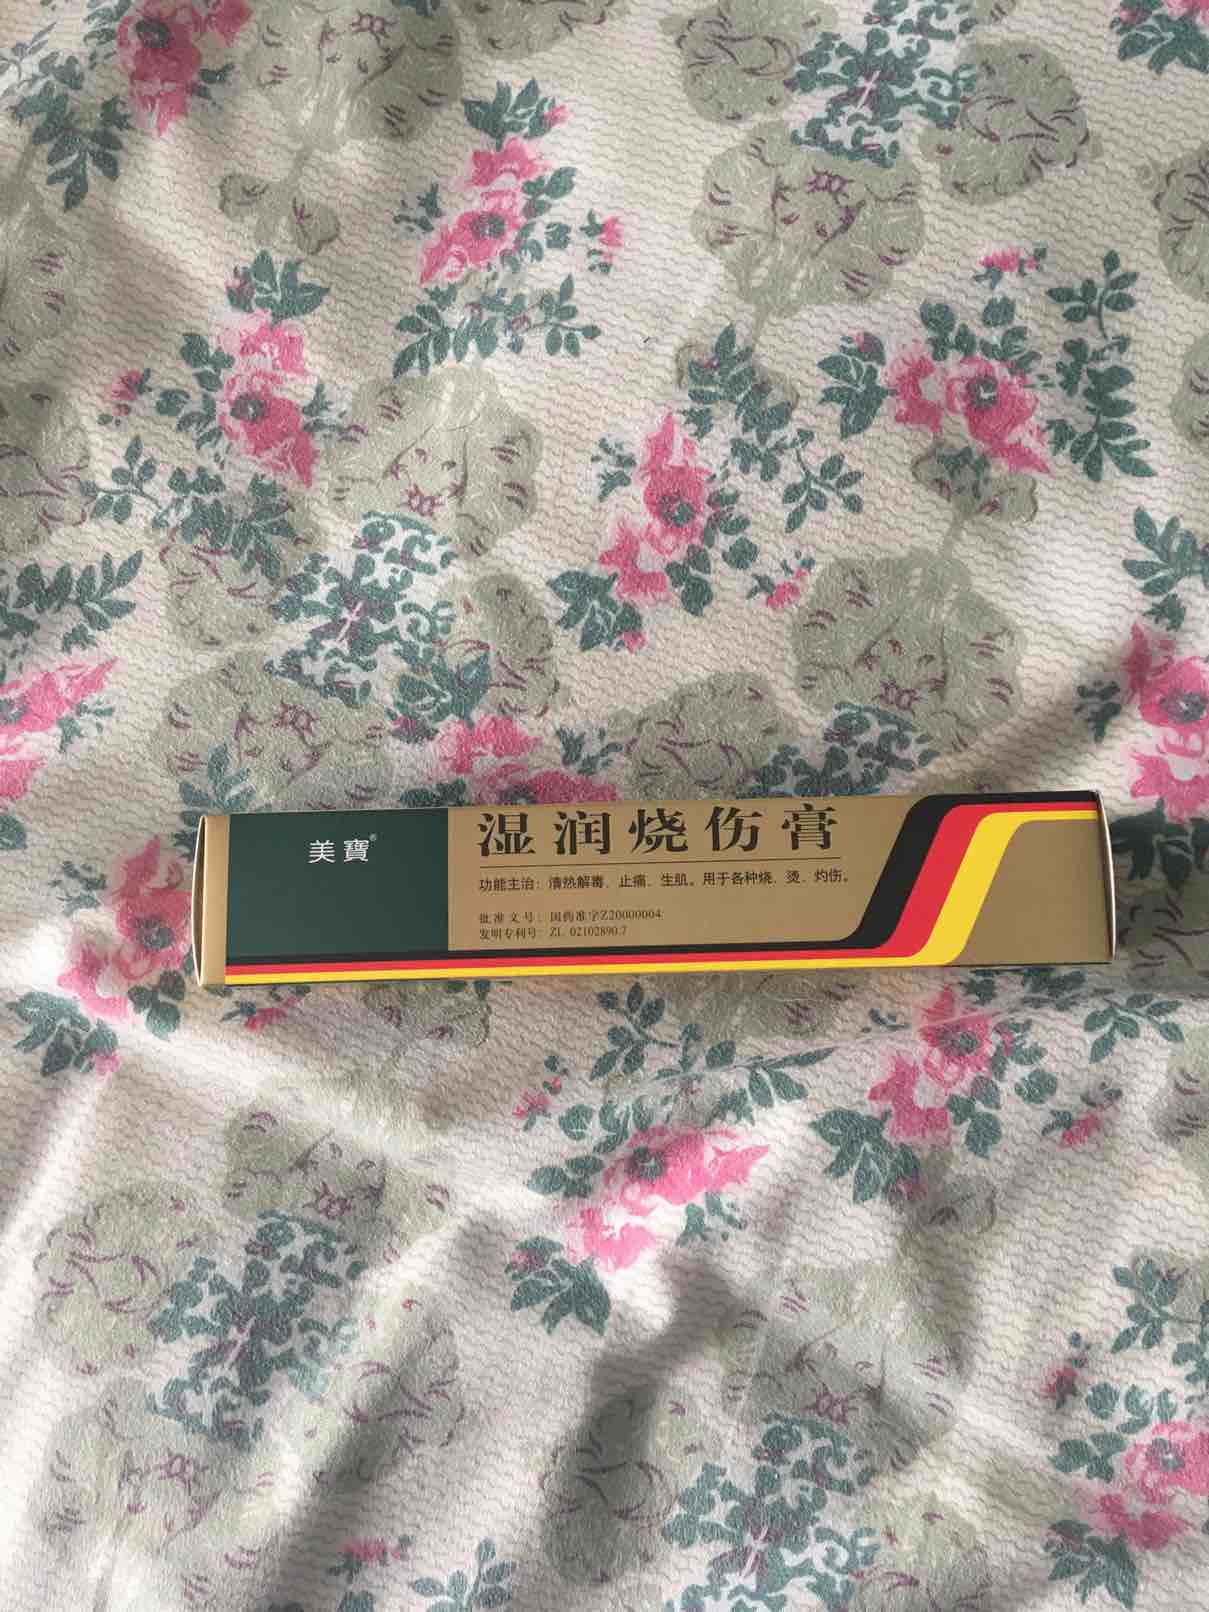 美寶®
湿润烧伤膏
功能主治：清热解毒、止痛、生肌。用于各种烧、烫、灼伤。
批准文号：国药准字Z20000004
发明专利号：ZL 02102890.7